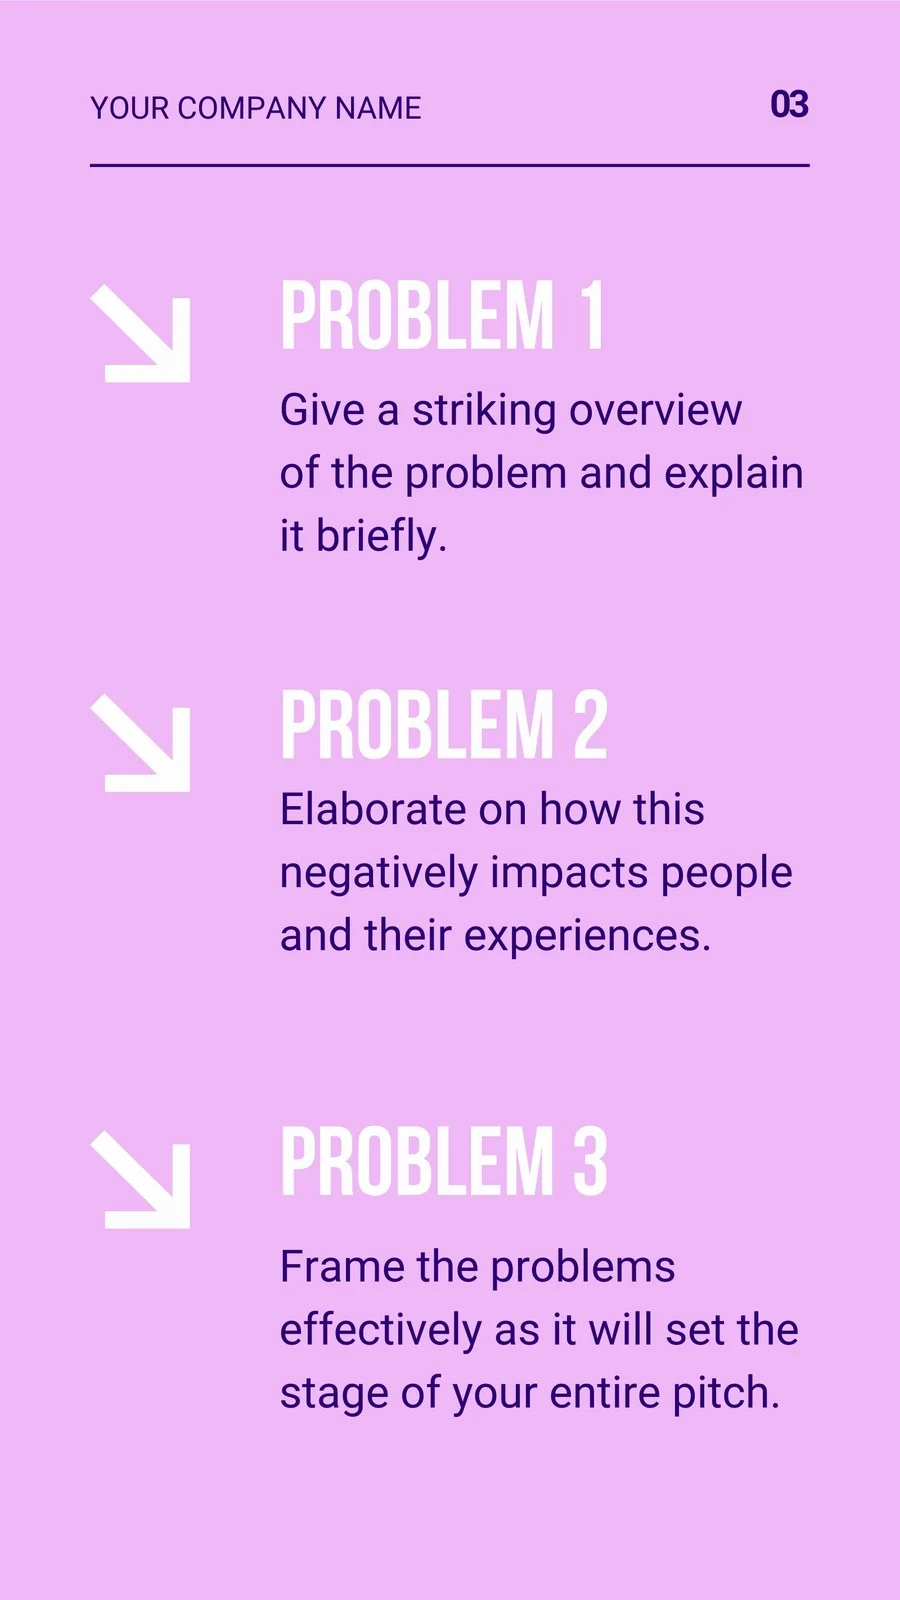 YOUR COMPANY NAME
03
PROBLEM 1
Give a striking overview
of the problem and explain
it briefly.
PROBLEM 2
Elaborate on how this
negatively impacts people
and their experiences.
PROBLEM 3
Frame the problems
effectively as it will set the
stage of your entire pitch.